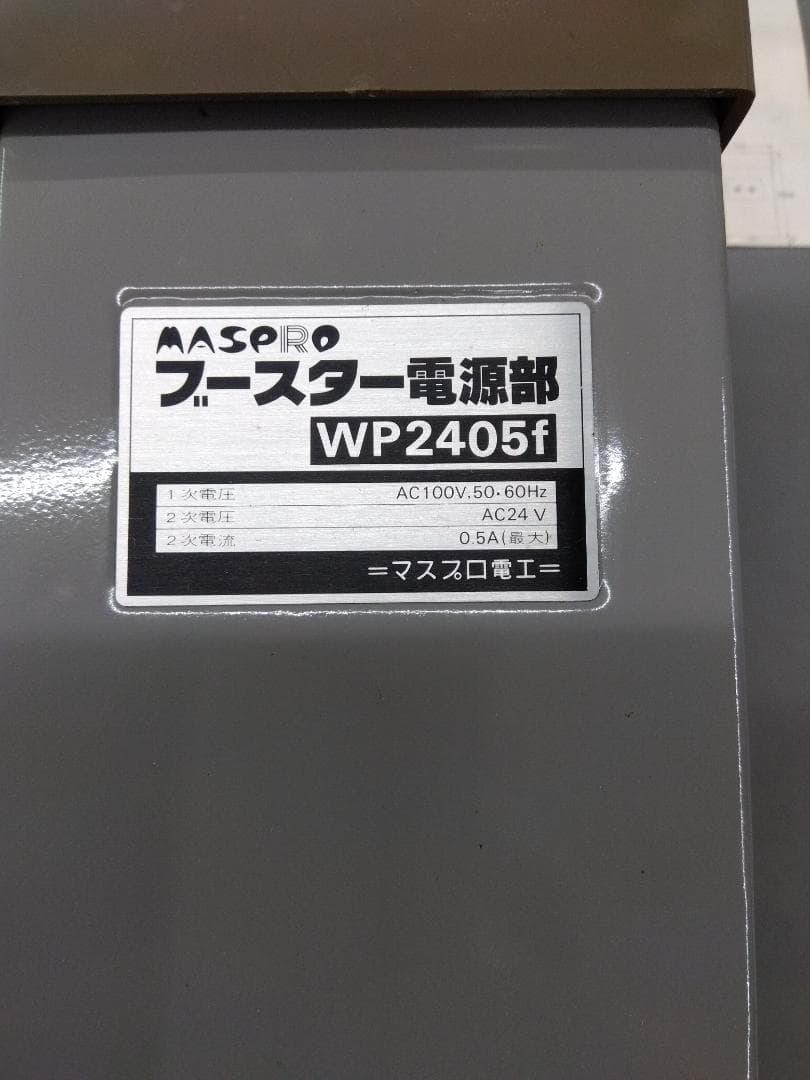 MASPRO
ブースター電源部
WP2405f
1次電圧 AC100V.50・60Hz
2次電圧 AC24V
2次電流 0.5A(最大)
=マスプロ電工=